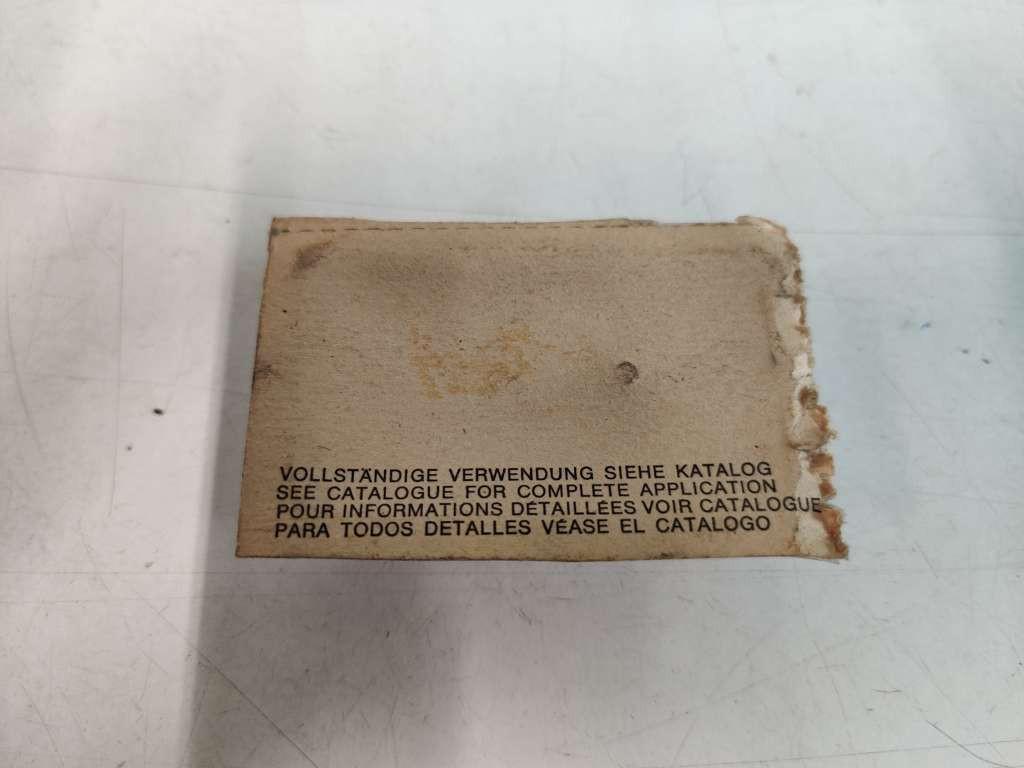 VOLLSTÄNDIGE VERWENDUNG SIEHE KATALOG
SEE CATALOGUE FOR COMPLETE APPLICATION
POUR INFORMATIONS DÉTAILLÉES VOIR CATALOGUE
PARA TODOS DETALLES VÉASE EL CATALOGO